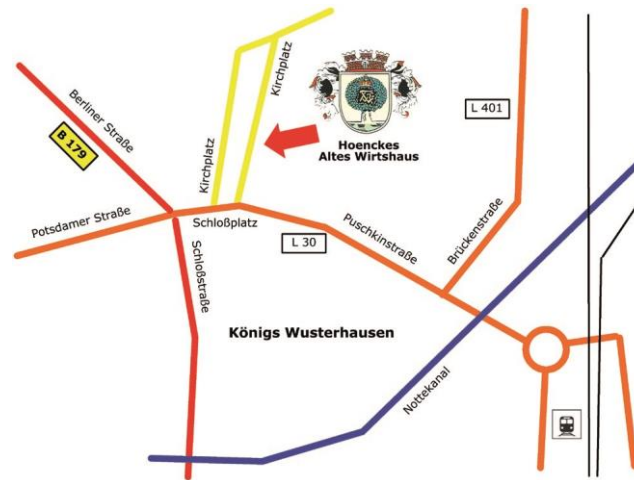 Kirchplatz
L 401
Berliner Straße
B 179
Kirchplatz
Hoenckes
Altes Wirtshaus
Potsdamer Straße
Schloßplatz
L 30
Puschkinstraße
Brückenstraße
Schloßstraße
Königs Wusterhausen
Nottekanal